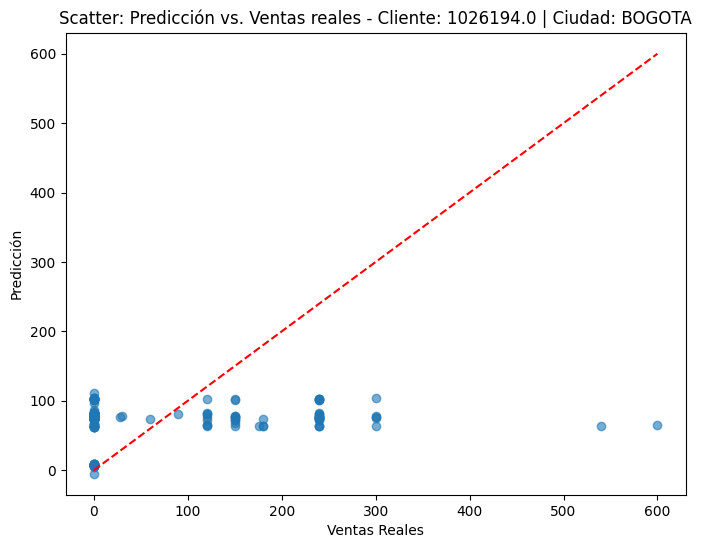 Scatter: Predicción vs. Ventas reales - Cliente: 1026194.0 | Ciudad: BOGOTA
600
500
400
300
200
100
0
Predicción
0 100 200 300 400 500 600
Ventas Reales